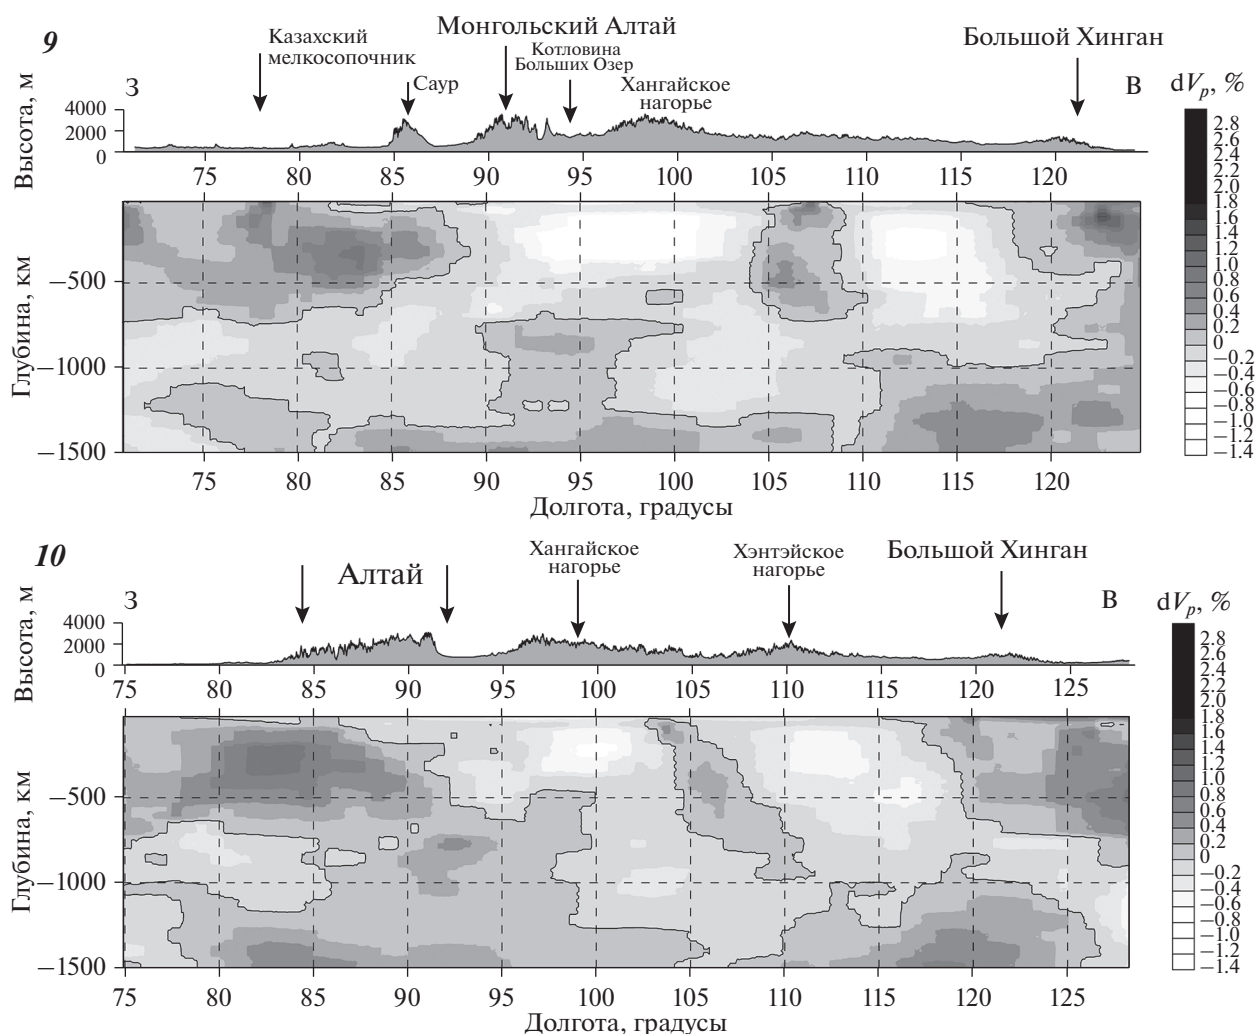 9
Казахский
мелкосопочник
Монгольский Алтай
Котловина
Больших Озер
Большой Хинган
З
Саур
Хангайское
нагорье
В
dVp, %
Высота, м
4000
2000
0
75 80 85 90 91 95 100 105 110 115 120
Глубина, км
−500
−1000
−1500
75 80 85 90 95 100 105 110 115 120
Долгота, градусы
2.8
2.6
2.4
2.2
2.0
1.8
1.6
1.4
1.2
1.0
0.8
0.6
0.4
0.2
0
−0.2
−0.4
−0.6
−0.8
−1.0
−1.2
−1.4
10
Алтай
Хангайское
нагорье
Хэнтэйское
нагорье
Большой Хинган
З
В
dVp, %
Высота, м
4000
2000
0
75 80 85 90 95 100 105 110 115 120 125
Глубина, км
−500
−1000
−1500
75 80 85 90 95 100 105 110 115 120 125
Долгота, градусы
2.8
2.6
2.4
2.2
2.0
1.8
1.6
1.4
1.2
1.0
0.8
0.6
0.4
0.2
0
−0.2
−0.4
−0.6
−0.8
−1.0
−1.2
−1.4